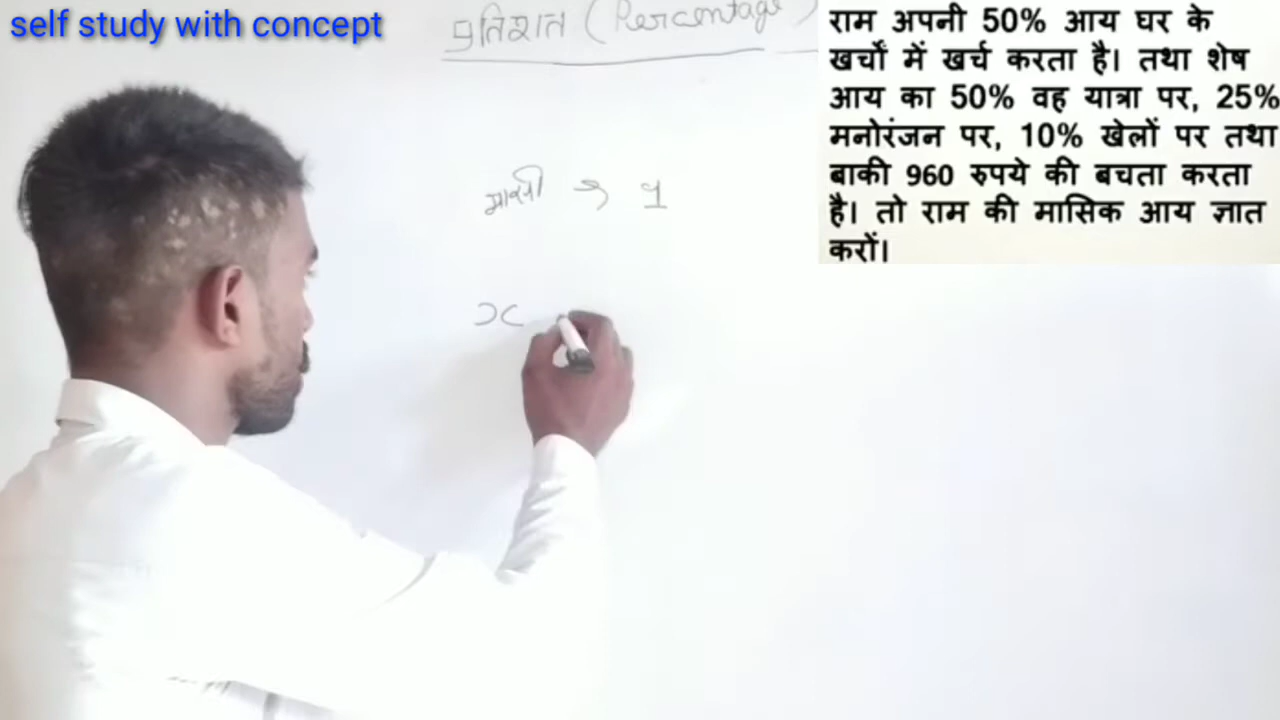 self study with concept
प्रतिशत (Percentage)
राम अपनी 50% आय घर के
खर्चों में खर्च करता है। तथा शेष
आय का 50% वह यात्रा पर, 25%
मनोरंजन पर, 10% खेलों पर तथा
बाकी 960 रुपये की बचता करता
है। तो राम की मासिक आय ज्ञात
करों।
x